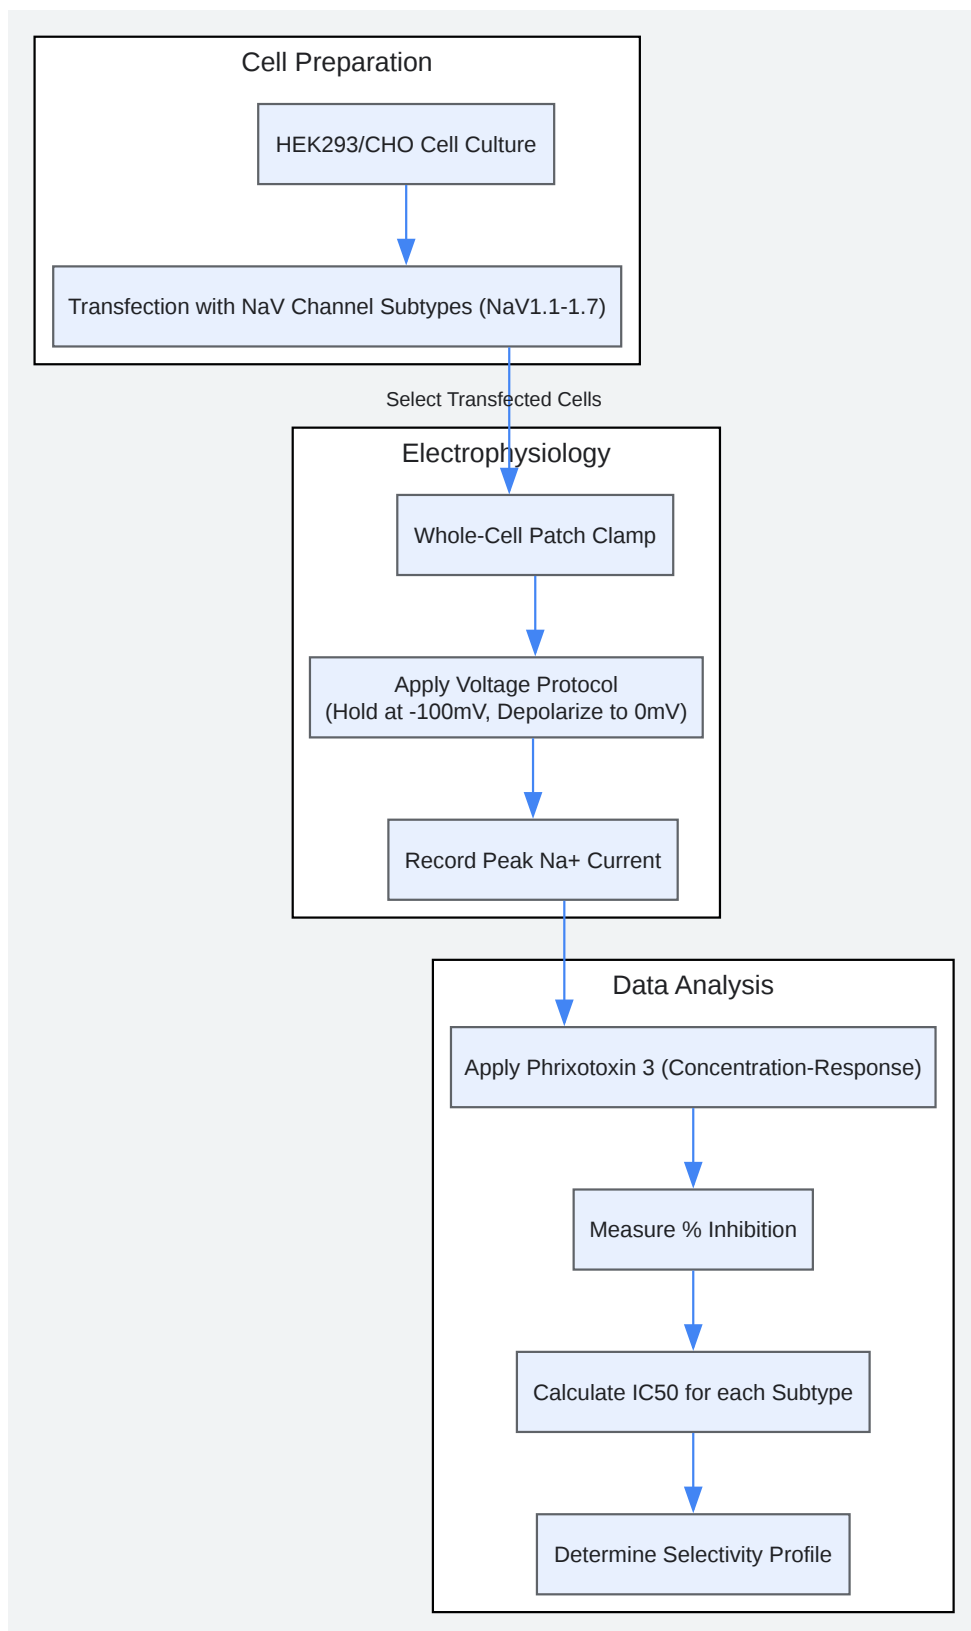 Cell Preparation
HEK293/CHO Cell Culture
Transfection with NaV Channel Subtypes (NaV1.1-1.7)
Select Transfected Cells
Electrophysiology
Whole-Cell Patch Clamp
Apply Voltage Protocol
(Hold at -100mV, Depolarize to 0mV)
Record Peak Na+ Current
Data Analysis
Apply Phrixotoxin 3 (Concentration-Response)
Measure % Inhibition
Calculate IC50 for each Subtype
Determine Selectivity Profile